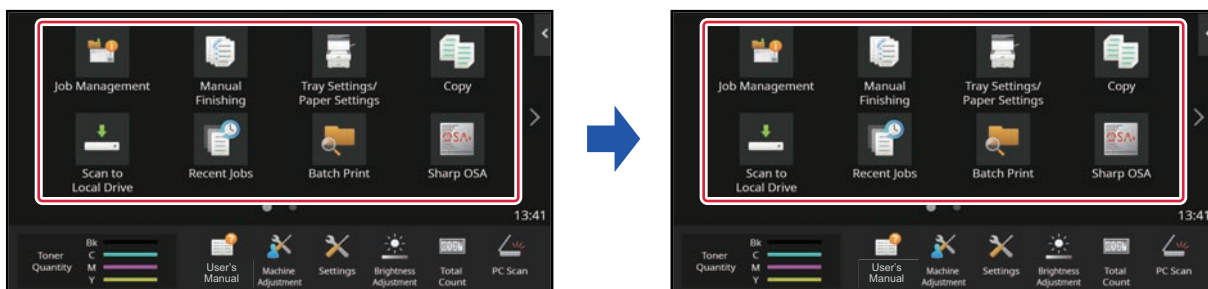 Job Management
Manual
Finishing
Tray Settings/
Paper Settings
Copy
Scan to
Local Drive
Recent Jobs
Batch Print
OSA
Sharp OSA
13:41
Toner
Quantity
Bk
C
M
Y
User's
Manual
Machine
Adjustment
Settings
Brightness
Adjustment
Total
Count
PC Scan
Job Management
Manual
Finishing
Tray Settings/
Paper Settings
Copy
Scan to
Local Drive
Recent Jobs
Batch Print
OSA
Sharp OSA
13:41
Toner
Quantity
Bk
C
M
Y
User's
Manual
Machine
Adjustment
Settings
Brightness
Adjustment
Total
Count
PC Scan